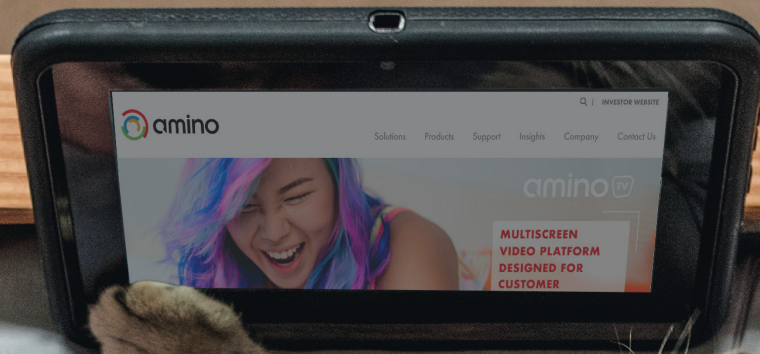 INVESTOR WEBSITE
amino
Solutions Products Support Insights Company Contact Us
amino TV
MULTISCREEN
VIDEO PLATFORM
DESIGNED FOR
CUSTOMER